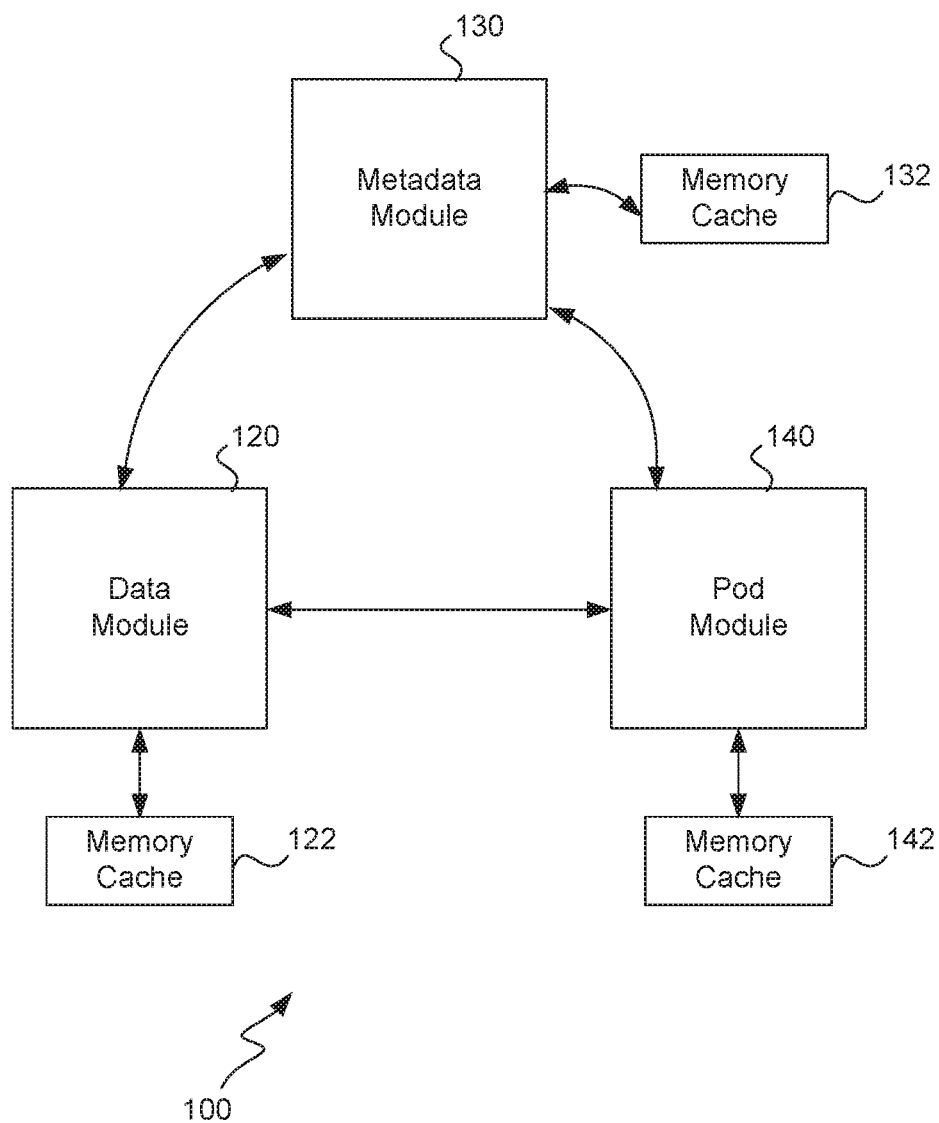 130
Metadata
Module
Memory
Cache
132
120
140
Data
Module
Pod
Module
Memory
Cache
122
Memory
Cache
142
100